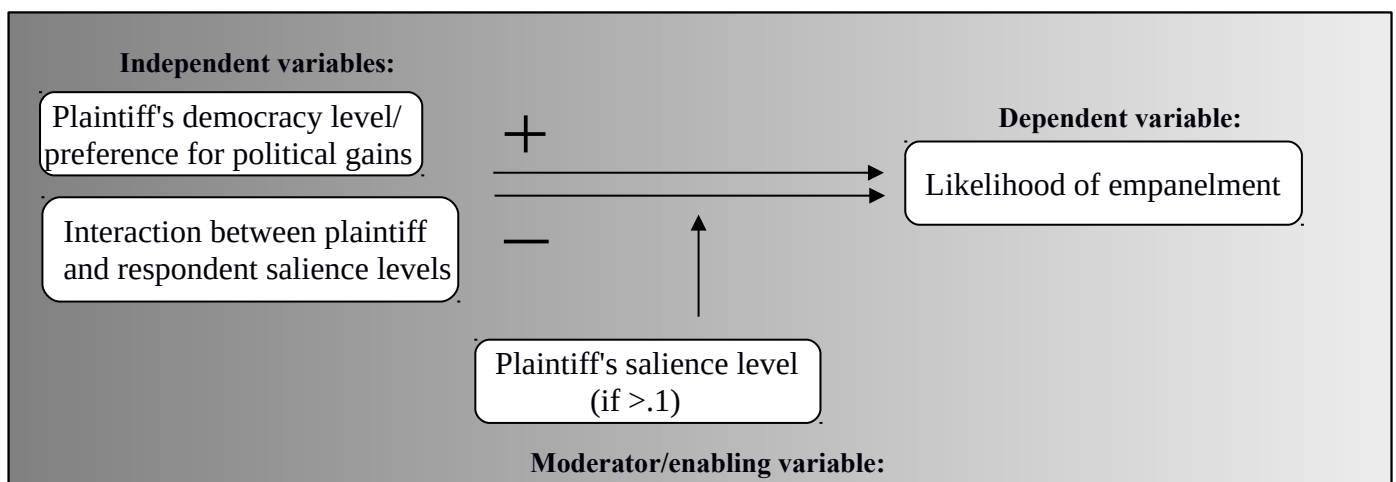 Independent variables:
Plaintiff's democracy level/
preference for political gains
Interaction between plaintiff
and respondent salience levels
+
—
Dependent variable:
Likelihood of empanelment
Plaintiff's salience level
(if >.1)
Moderator/enabling variable: